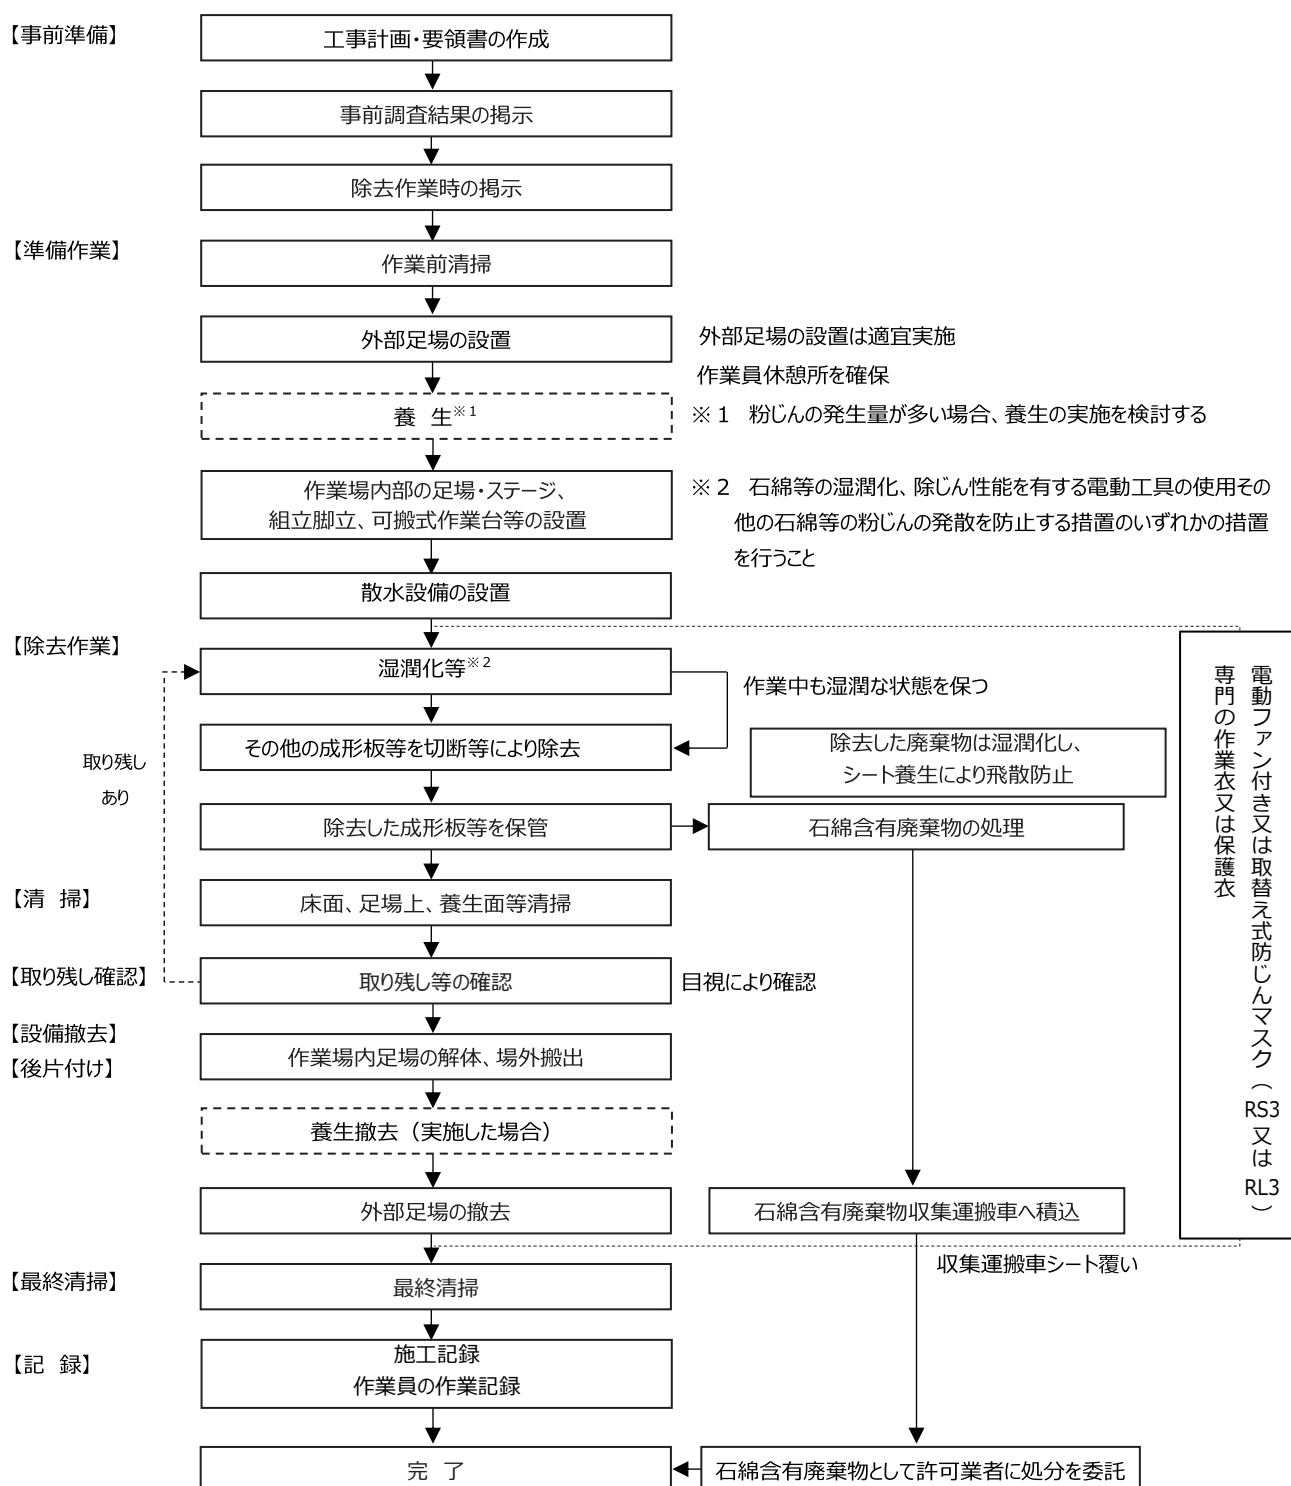 【事前準備】
工事計画・要領書の作成
事前調査結果の掲示
除去作業時の掲示
【準備作業】
作業前清掃
外部足場の設置
外部足場の設置は適宜実施
作業員休憩所を確保
養 生※1
※1 粉じんの発生量が多い場合、養生の実施を検討する
作業場内部の足場・ステージ、
組立脚立、可搬式作業台等の設置
※2 石綿等の湿潤化、除じん性能を有する電動工具の使用その
他の石綿等の粉じんの発散を防止する措置のいずれかの措置
を行うこと
散水設備の設置
【除去作業】
湿潤化等※2
作業中も湿潤な状態を保つ
その他の成形板等を切断等により除去
除去した廃棄物は湿潤化し、
シート養生により飛散防止
取り残し
あり
除去した成形板等を保管
石綿含有廃棄物の処理
電動ファン付き又は取替え式防じんマスク（RS3又はRL3）
専門の作業衣又は保護衣
【清 掃】
床面、足場上、養生面等清掃
【取り残し確認】
取り残し等の確認
目視により確認
【設備撤去】
【後片付け】
作業場内足場の解体、場外搬出
養生撤去（実施した場合）
外部足場の撤去
石綿含有廃棄物収集運搬車へ積込
収集運搬車シート覆い
【最終清掃】
最終清掃
【記 録】
施工記録
作業員の作業記録
完 了
石綿含有廃棄物として許可業者に処分を委託